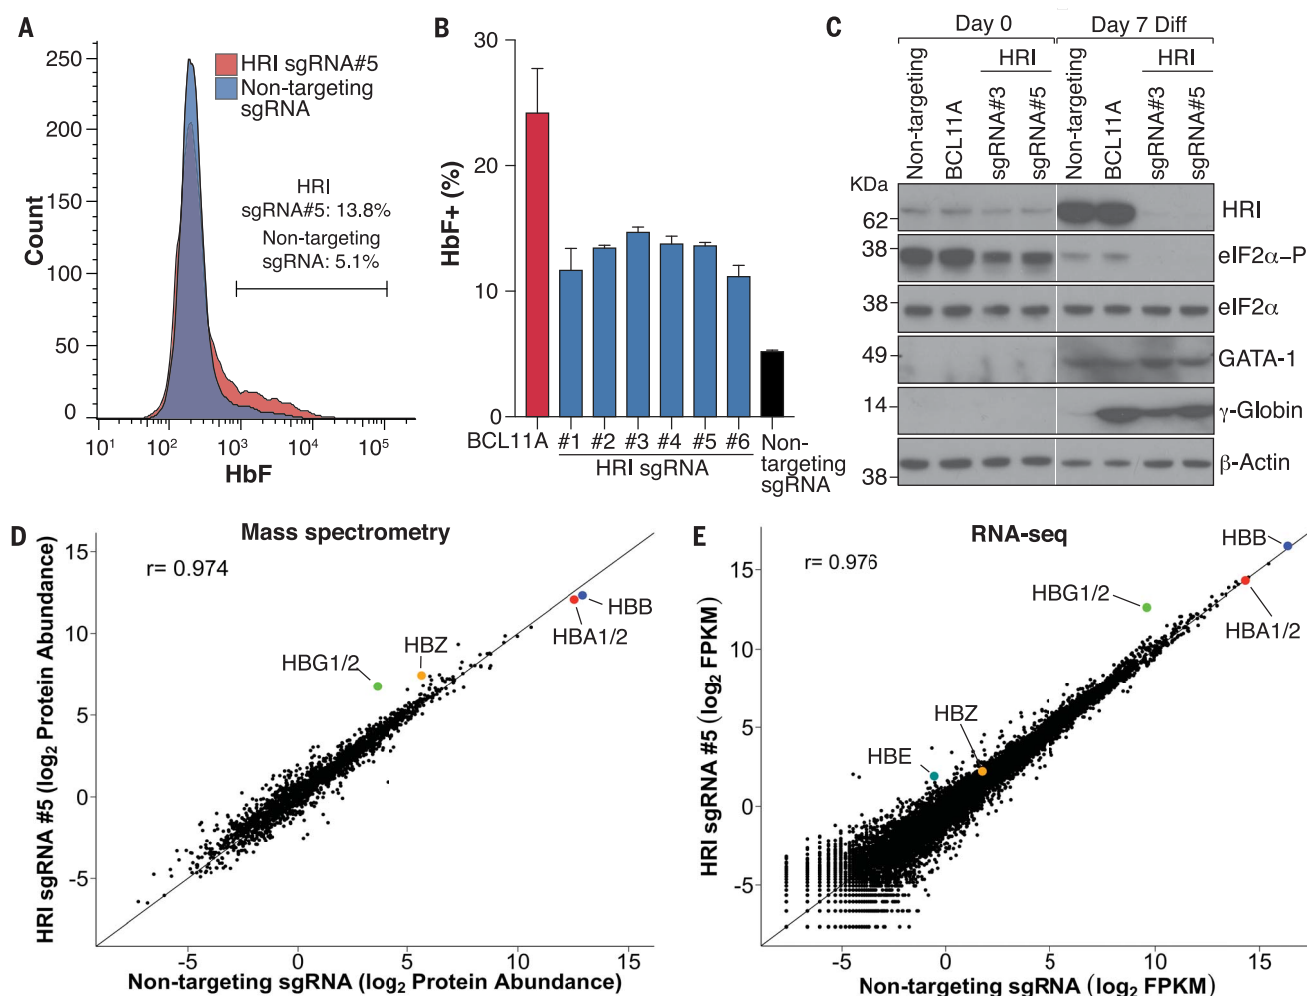 A
250
200
150
100
50
0
Count
10¹ 10² 10³ 10⁴ 10⁵
HbF
HRI sgRNA#5
Non-targeting
sgRNA
HRI
sgRNA#5: 13.8%
Non-targeting
sgRNA: 5.1%
B
30
20
10
0
HbF+ (%)
BCL11A #1 #2 #3 #4 #5 #6 Non-
targeting
sgRNA
HRI sgRNA
C
Day 0 Day 7 Diff
HRI HRI
Non-targeting BCL11A sgRNA#3 sgRNA#5 Non-targeting BCL11A sgRNA#3 sgRNA#5
KDa
62 HRI
38 eIF2α–P
38 eIF2α
49 GATA-1
14 γ-Globin
38 β-Actin
D
Mass spectrometry
r= 0.974
15
10
5
0
-5
HRI sgRNA #5 (log₂ Protein Abundance)
HBB
HBA1/2
HBZ
HBG1/2
-5 0 5 10 15
Non-targeting sgRNA (log₂ Protein Abundance)
E
RNA-seq
r= 0.976
15
10
5
0
-5
HRI sgRNA #5 (log₂ FPKM)
HBB
HBG1/2
HBA1/2
HBZ
HBE
-5 0 5 10 15
Non-targeting sgRNA (log₂ FPKM)